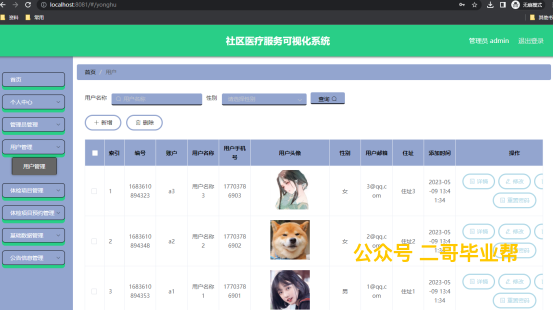 localhost:8081/#/yonghu
无痕模式
资料
常用
社区医疗服务可视化系统
管理员 admin
退出登录
首页
个人中心
管理员管理
用户管理
用户管理
体检项目管理
体检项目预约管理
基础数据管理
公告信息管理
首页 / 用户
用户名称 用户名称 性别 请选择性别 查询
+ 新增 删除
索引 编号 账户 用户名称 用户手机号 用户头像 性别 用户邮箱 住址 添加时间 操作
1 1683610894323 a3 用户名称3 17703786903 女 3@qq.com 住址3 2023-05-09 13:41:34 详情 修改 重置密码
2 1683610894348 a2 用户名称2 17703786902 女 2@qq.com 住址2 2023-05-09 13:41:34 详情 修改
3 1683610894353 a1 用户名称1 17703786901 男 1@qq.com 住址1 2023-05-09 13:41:34 详情 修改 重置密码
公众号 二哥毕业帮